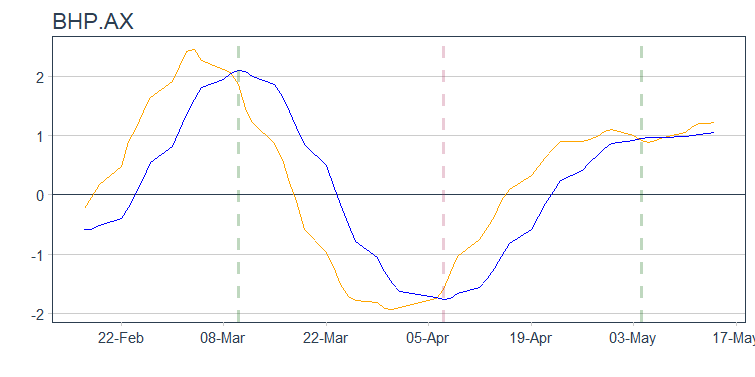 BHP.AX
2
1
0
-1
-2
22-Feb
08-Mar
22-Mar
05-Apr
19-Apr
03-May
17-May